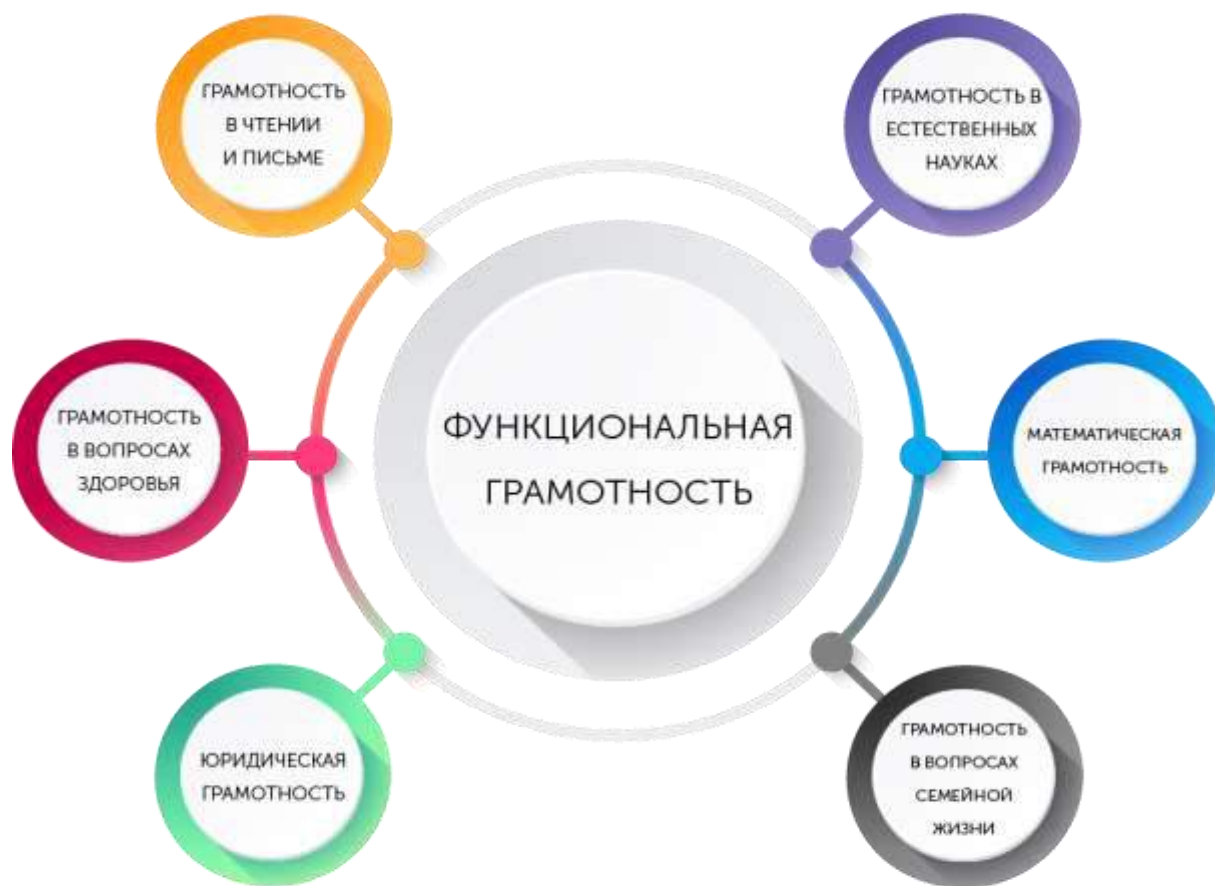 ГРАМОТНОСТЬ
В ЧТЕНИИ
И ПИСЬМЕ
ГРАМОТНОСТЬ В
ЕСТЕСТВЕННЫХ
НАУКАХ
ГРАМОТНОСТЬ
В ВОПРОСАХ
ЗДОРОВЬЯ
ФУНКЦИОНАЛЬНАЯ
ГРАМОТНОСТЬ
МАТЕМАТИЧЕСКАЯ
ГРАМОТНОСТЬ
ЮРИДИЧЕСКАЯ
ГРАМОТНОСТЬ
ГРАМОТНОСТЬ
В ВОПРОСАХ
СЕМЕЙНОЙ
ЖИЗНИ